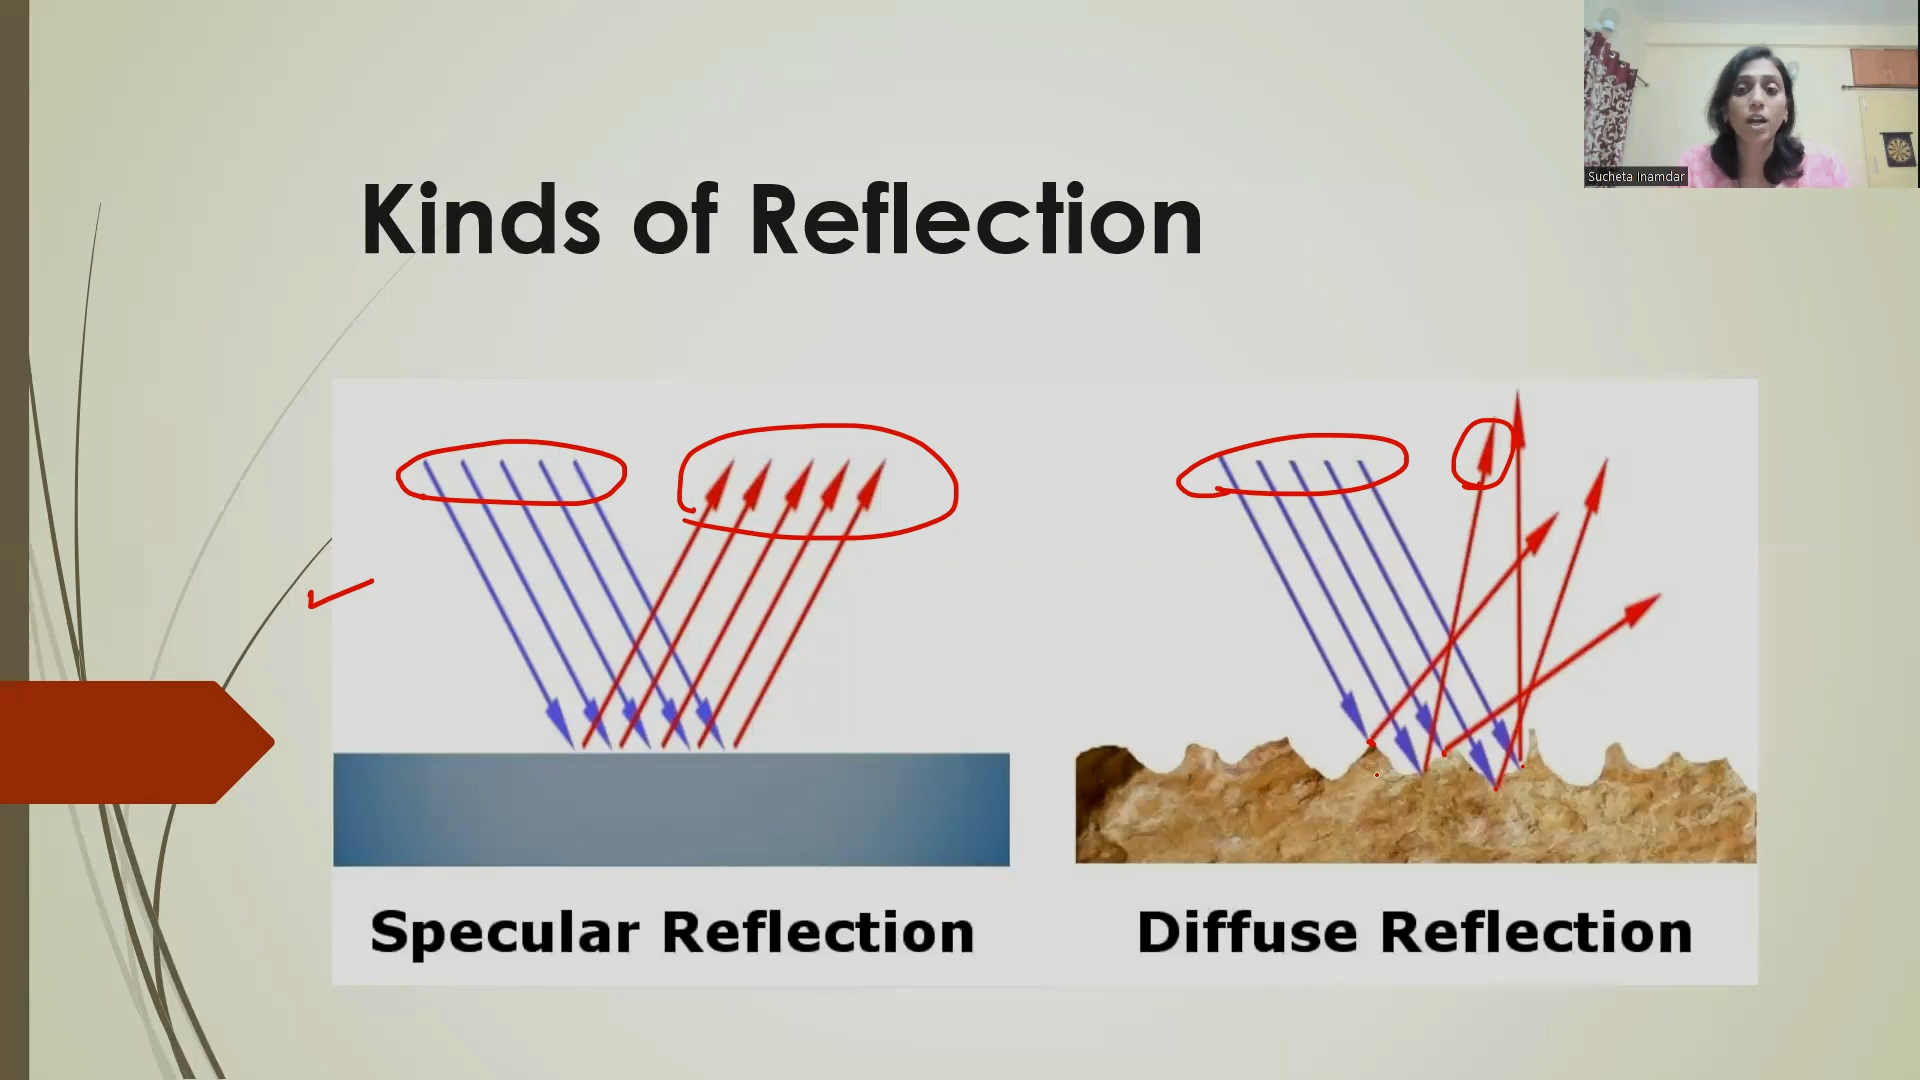 Sucheta Inamdar
Kinds of Reflection
Specular Reflection
Diffuse Reflection